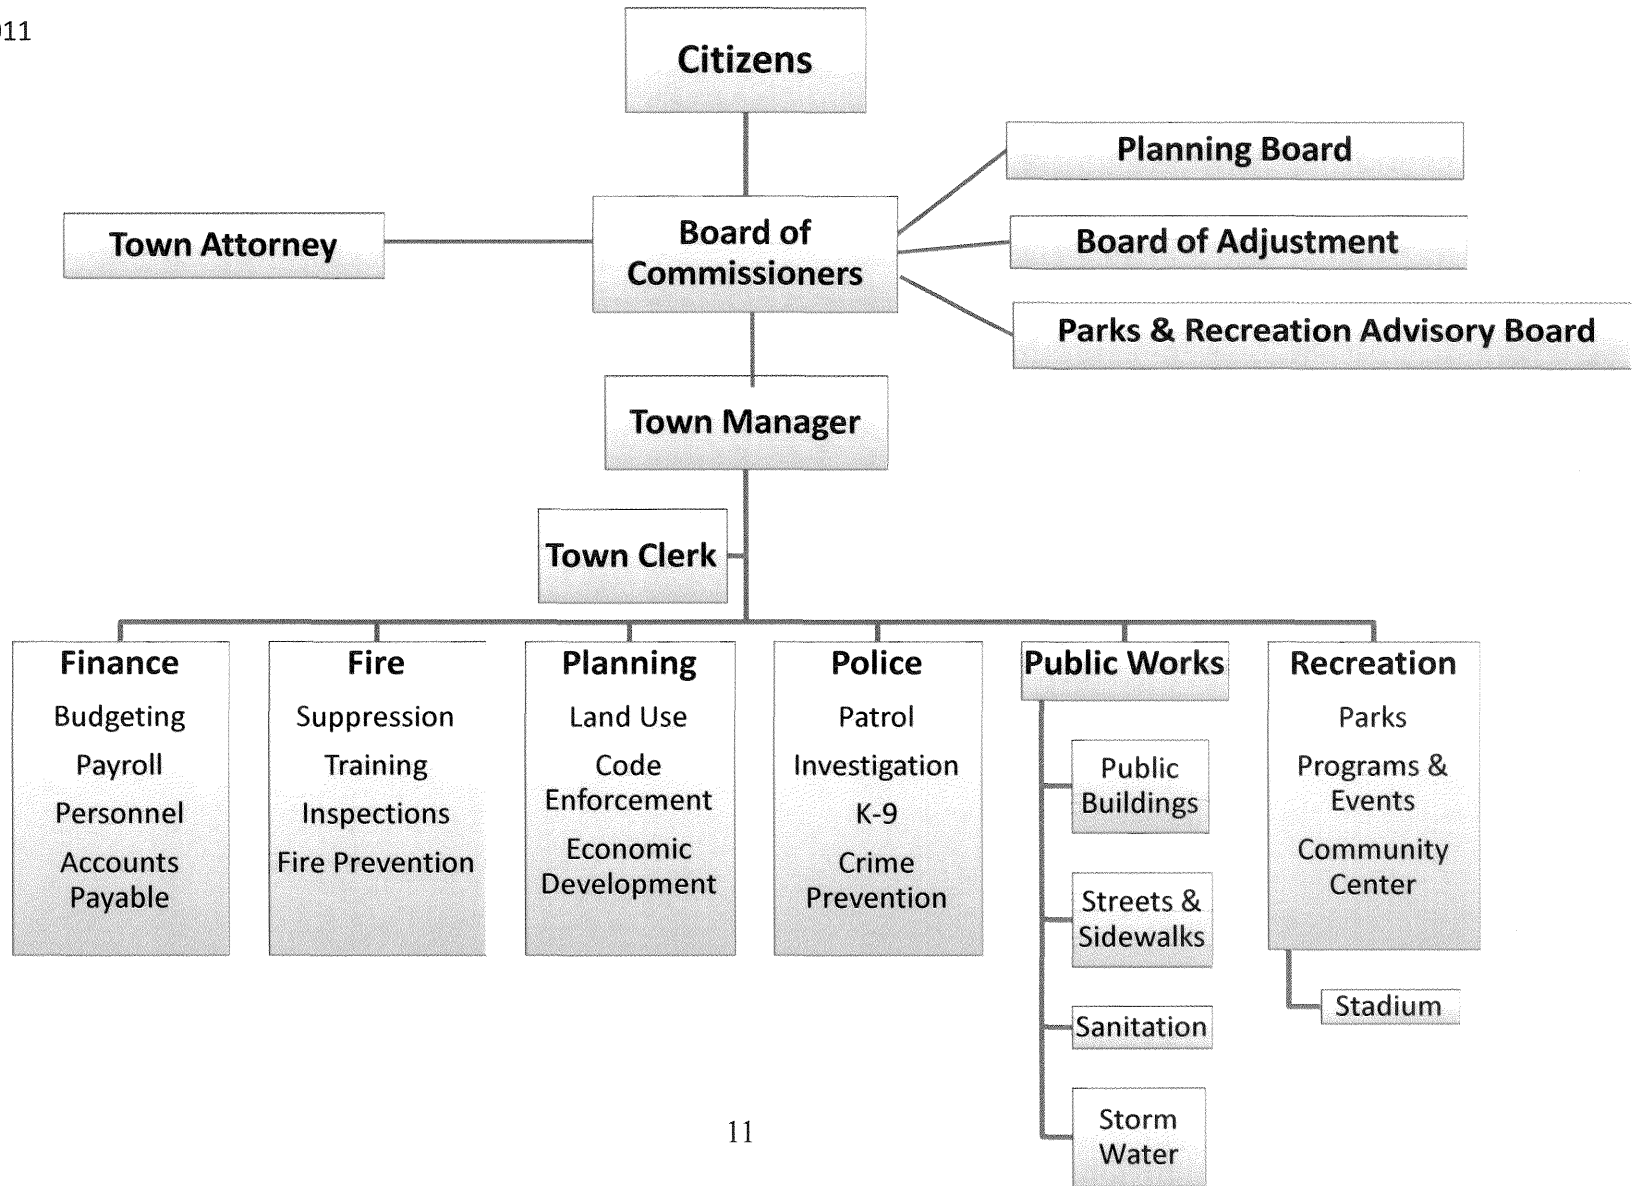 Citizens
Planning Board
Town Attorney
Board of
Commissioners
Board of Adjustment
Parks & Recreation Advisory Board
Town Manager
Town Clerk
Finance
Budgeting
Payroll
Personnel
Accounts
Payable
Fire
Suppression
Training
Inspections
Fire Prevention
Planning
Land Use
Code
Enforcement
Economic
Development
Police
Patrol
Investigation
K-9
Crime
Prevention
Public Works
Public
Buildings
Streets &
Sidewalks
Sanitation
Storm
Water
Recreation
Parks
Programs &
Events
Community
Center
Stadium
11